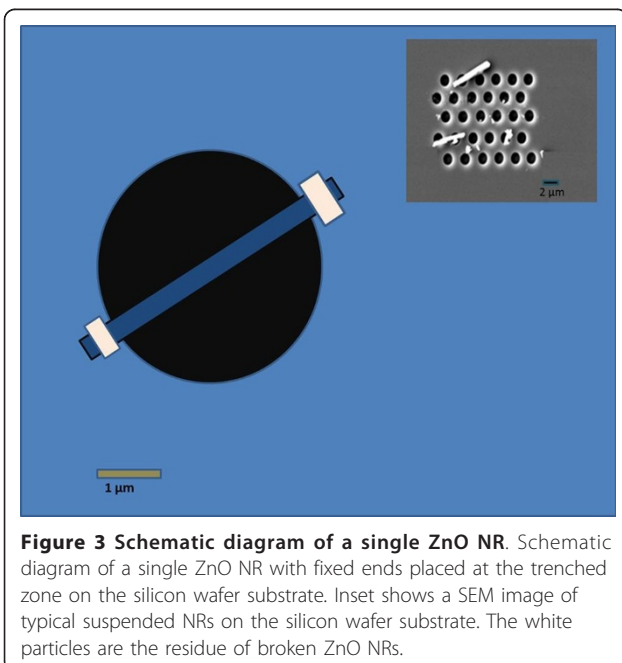 2 μm
1 μm
Figure 3 Schematic diagram of a single ZnO NR. Schematic
diagram of a single ZnO NR with fixed ends placed at the trenched
zone on the silicon wafer substrate. Inset shows a SEM image of
typical suspended NRs on the silicon wafer substrate. The white
particles are the residue of broken ZnO NRs.